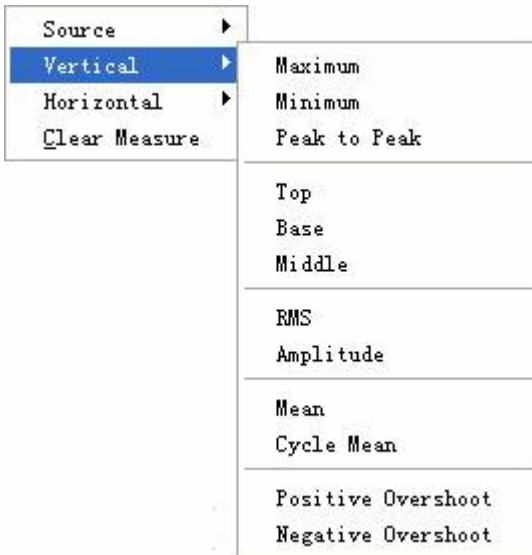 Source
Vertical
Horizontal
Clear Measure
Maximum
Minimum
Peak to Peak
Top
Base
Middle
RMS
Amplitude
Mean
Cycle Mean
Positive Overshoot
Negative Overshoot